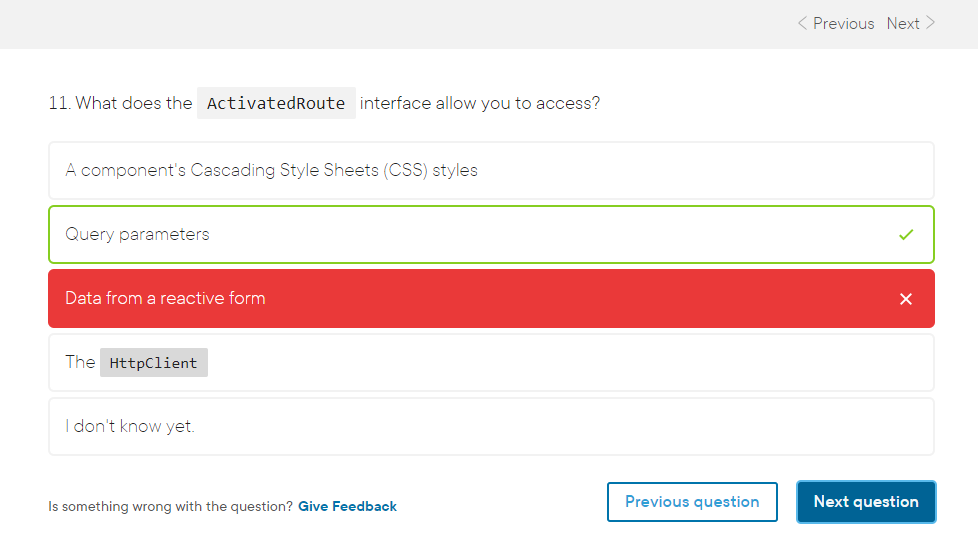 Previous Next
11. What does the ActivatedRoute interface allow you to access?
A component's Cascading Style Sheets (CSS) styles
Query parameters
Data from a reactive form
The HttpClient
I don't know yet.
Is something wrong with the question? Give Feedback
Previous question
Next question